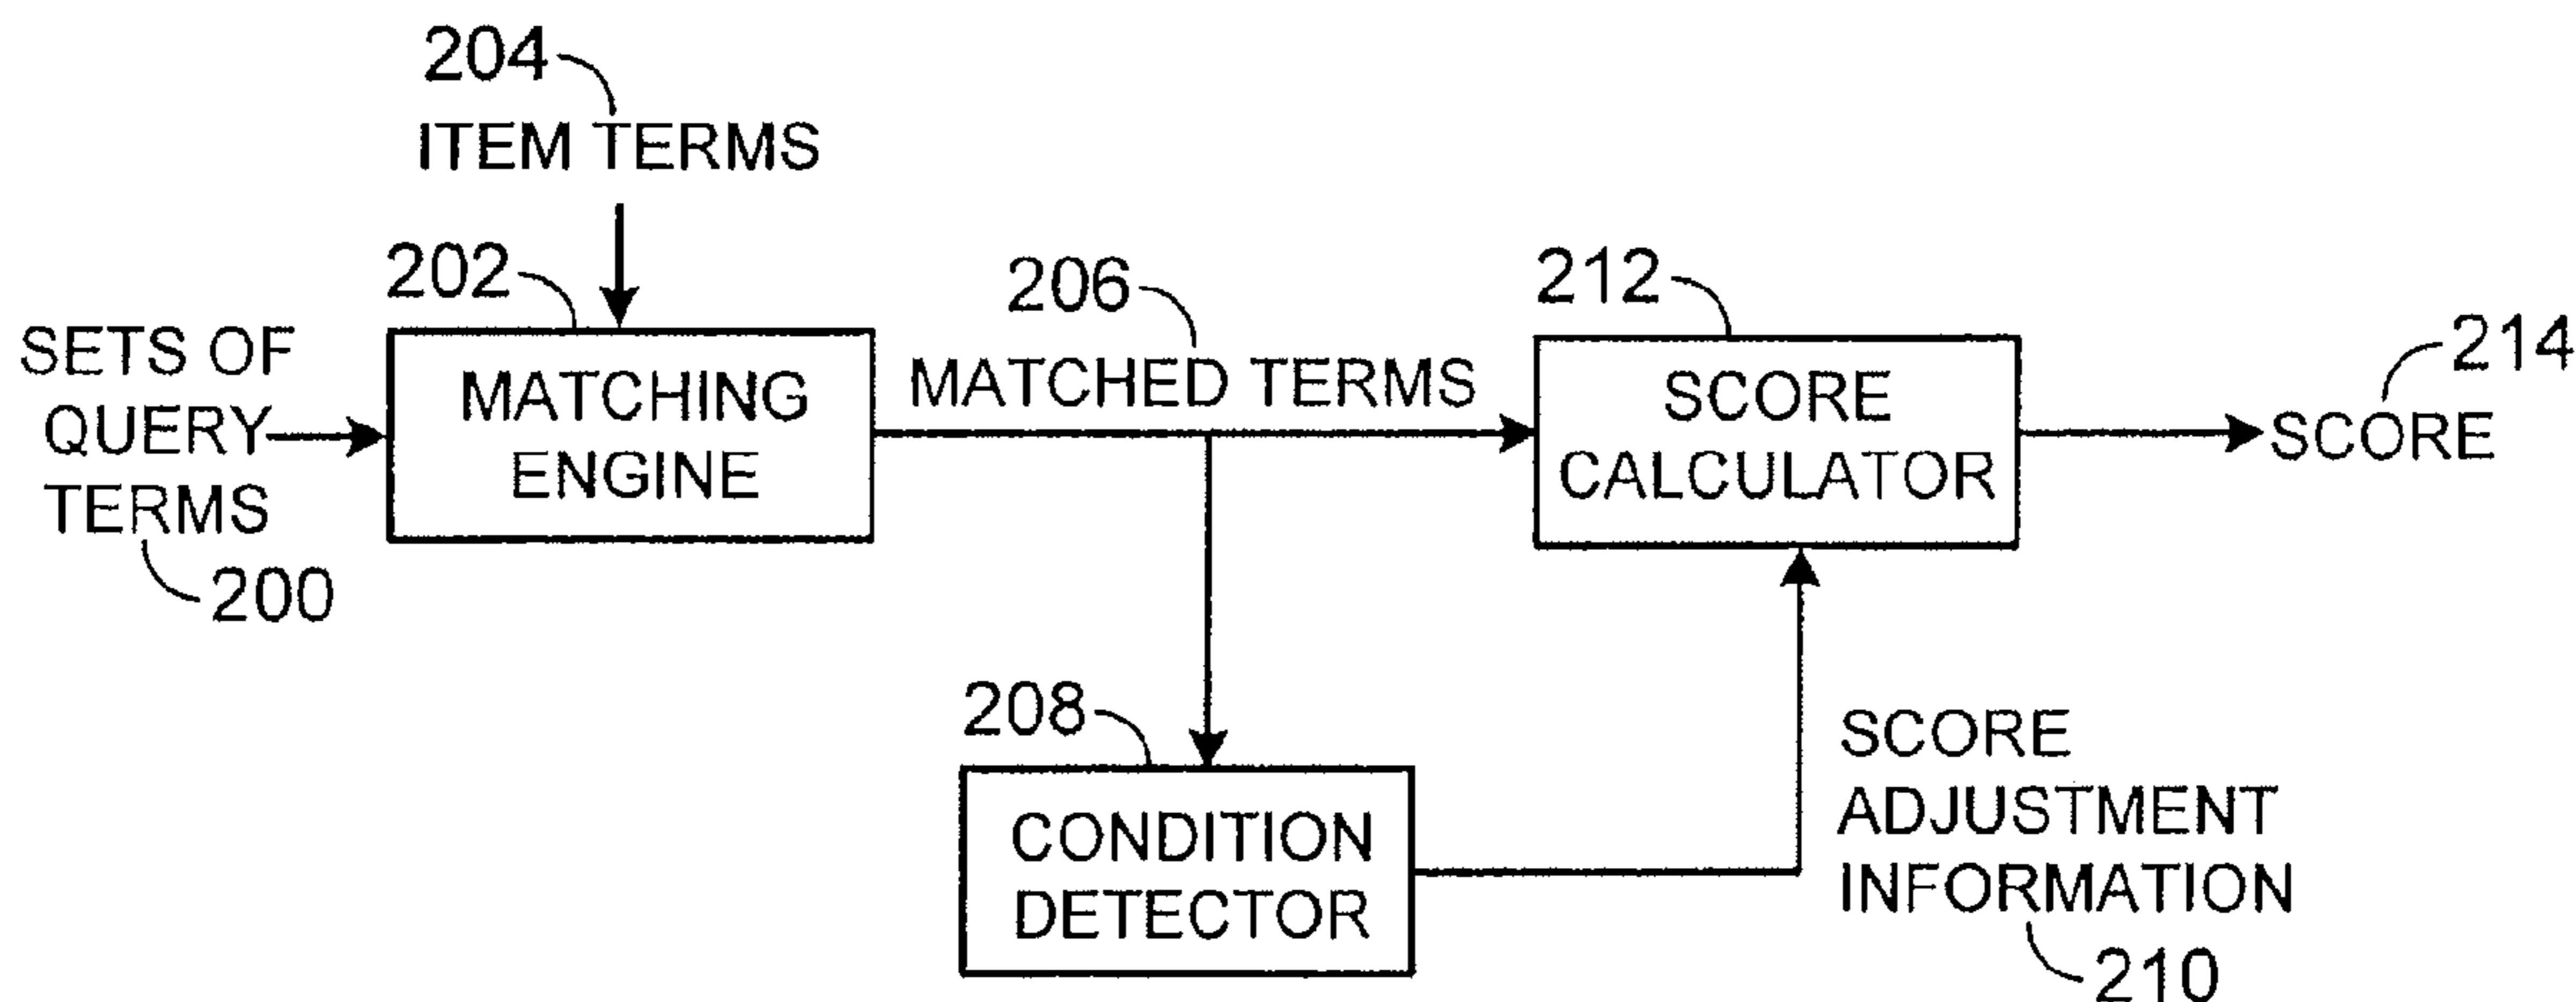 204
ITEM TERMS
202
206
212
214
SETS OF
QUERY
TERMS
200
MATCHING
ENGINE
MATCHED TERMS
SCORE
CALCULATOR
SCORE
208
CONDITION
DETECTOR
SCORE
ADJUSTMENT
INFORMATION
210